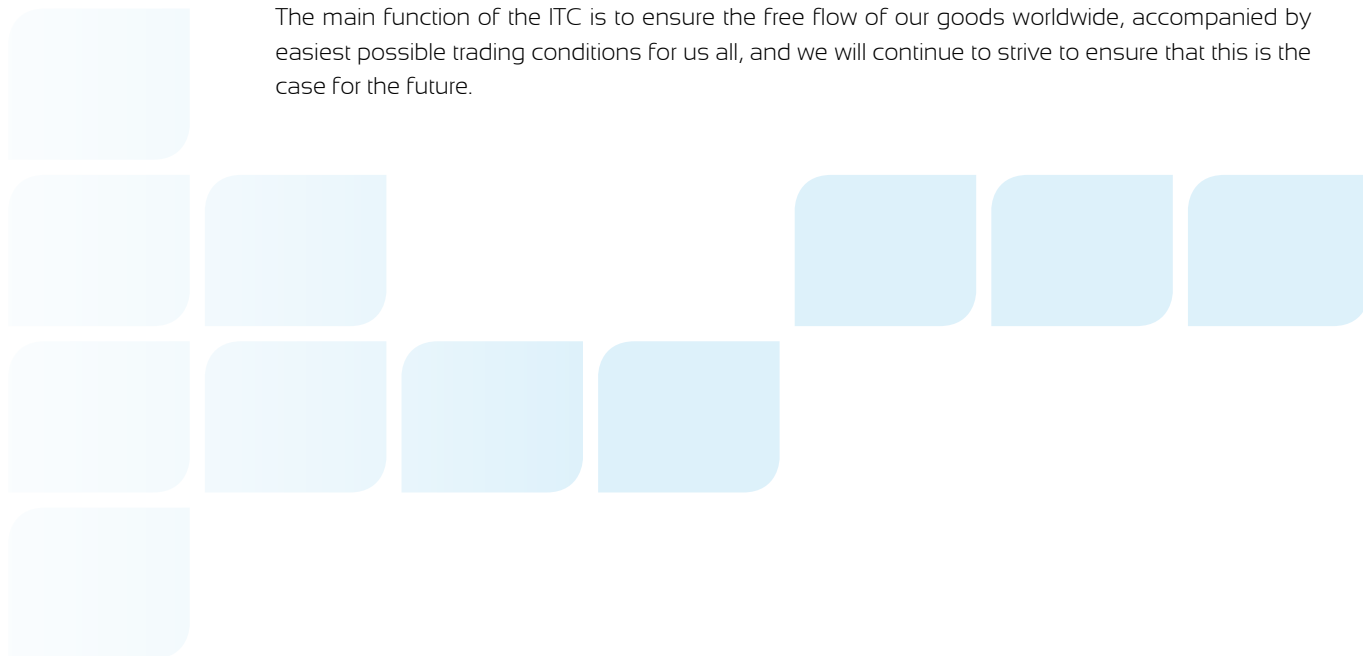 The main function of the ITC is to ensure the free flow of our goods worldwide, accompanied by
easiest possible trading conditions for us all, and we will continue to strive to ensure that this is the
case for the future.